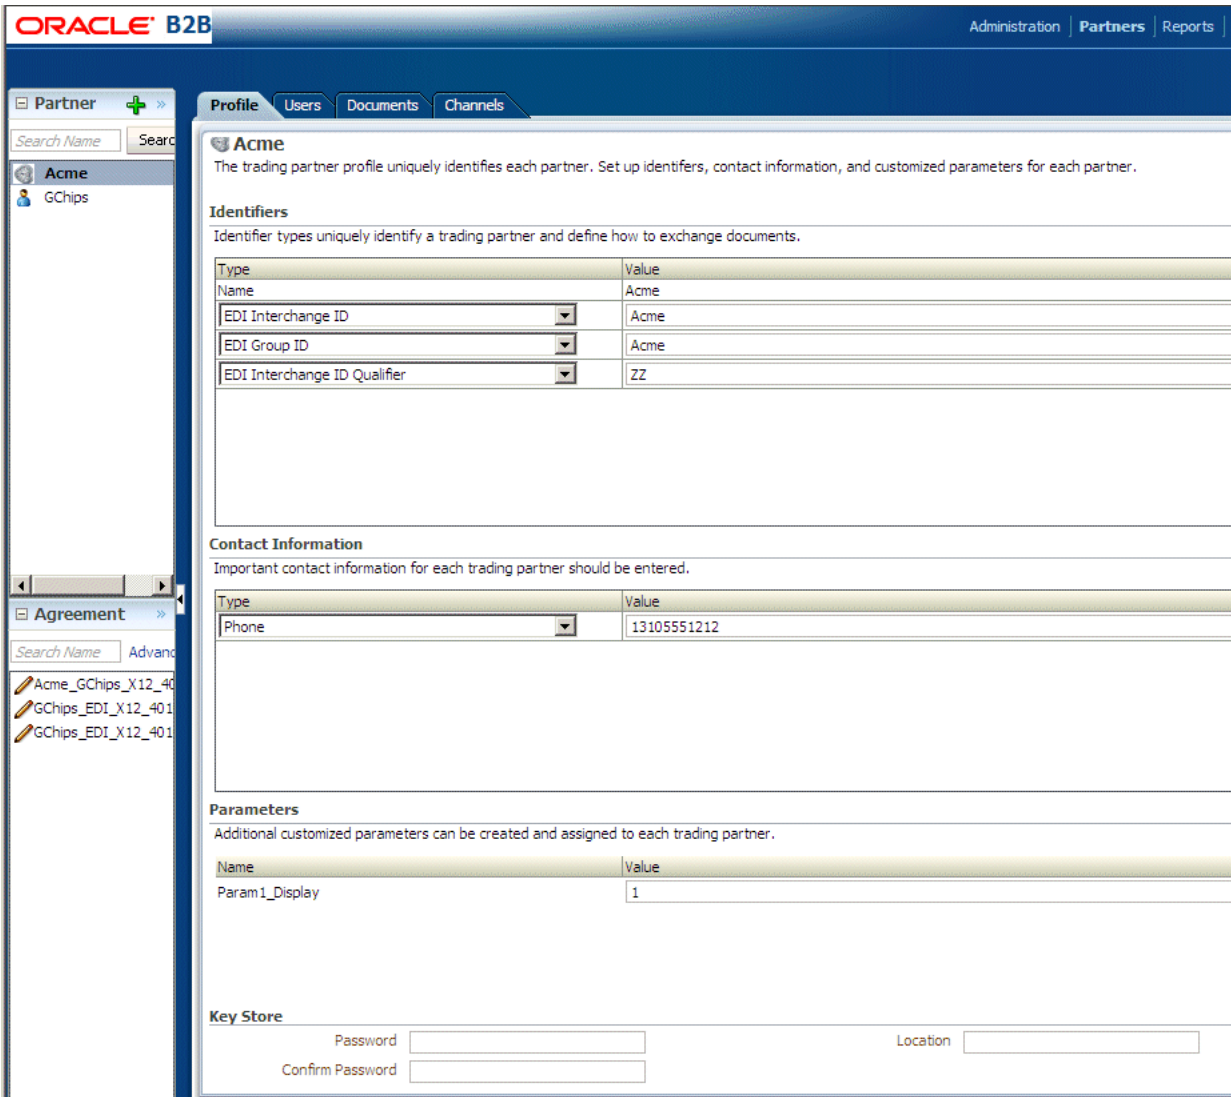 ORACLE B2B
Administration Partners Reports
Partner
Search Name Searc
Acme
GChips
Agreement
Search Name Advanc
Acme_GChips_X12_40
GChips_EDI_X12_401
GChips_EDI_X12_401
Profile Users Documents Channels
Acme
The trading partner profile uniquely identifies each partner. Set up identifers, contact information, and customized parameters for each partner.
Identifiers
Identifier types uniquely identify a trading partner and define how to exchange documents.
Type Value
Name Acme
EDI Interchange ID Acme
EDI Group ID Acme
EDI Interchange ID Qualifier ZZ
Contact Information
Important contact information for each trading partner should be entered.
Type Value
Phone 13105551212
Parameters
Additional customized parameters can be created and assigned to each trading partner.
Name Value
Param1_Display 1
Key Store
Password Location
Confirm Password